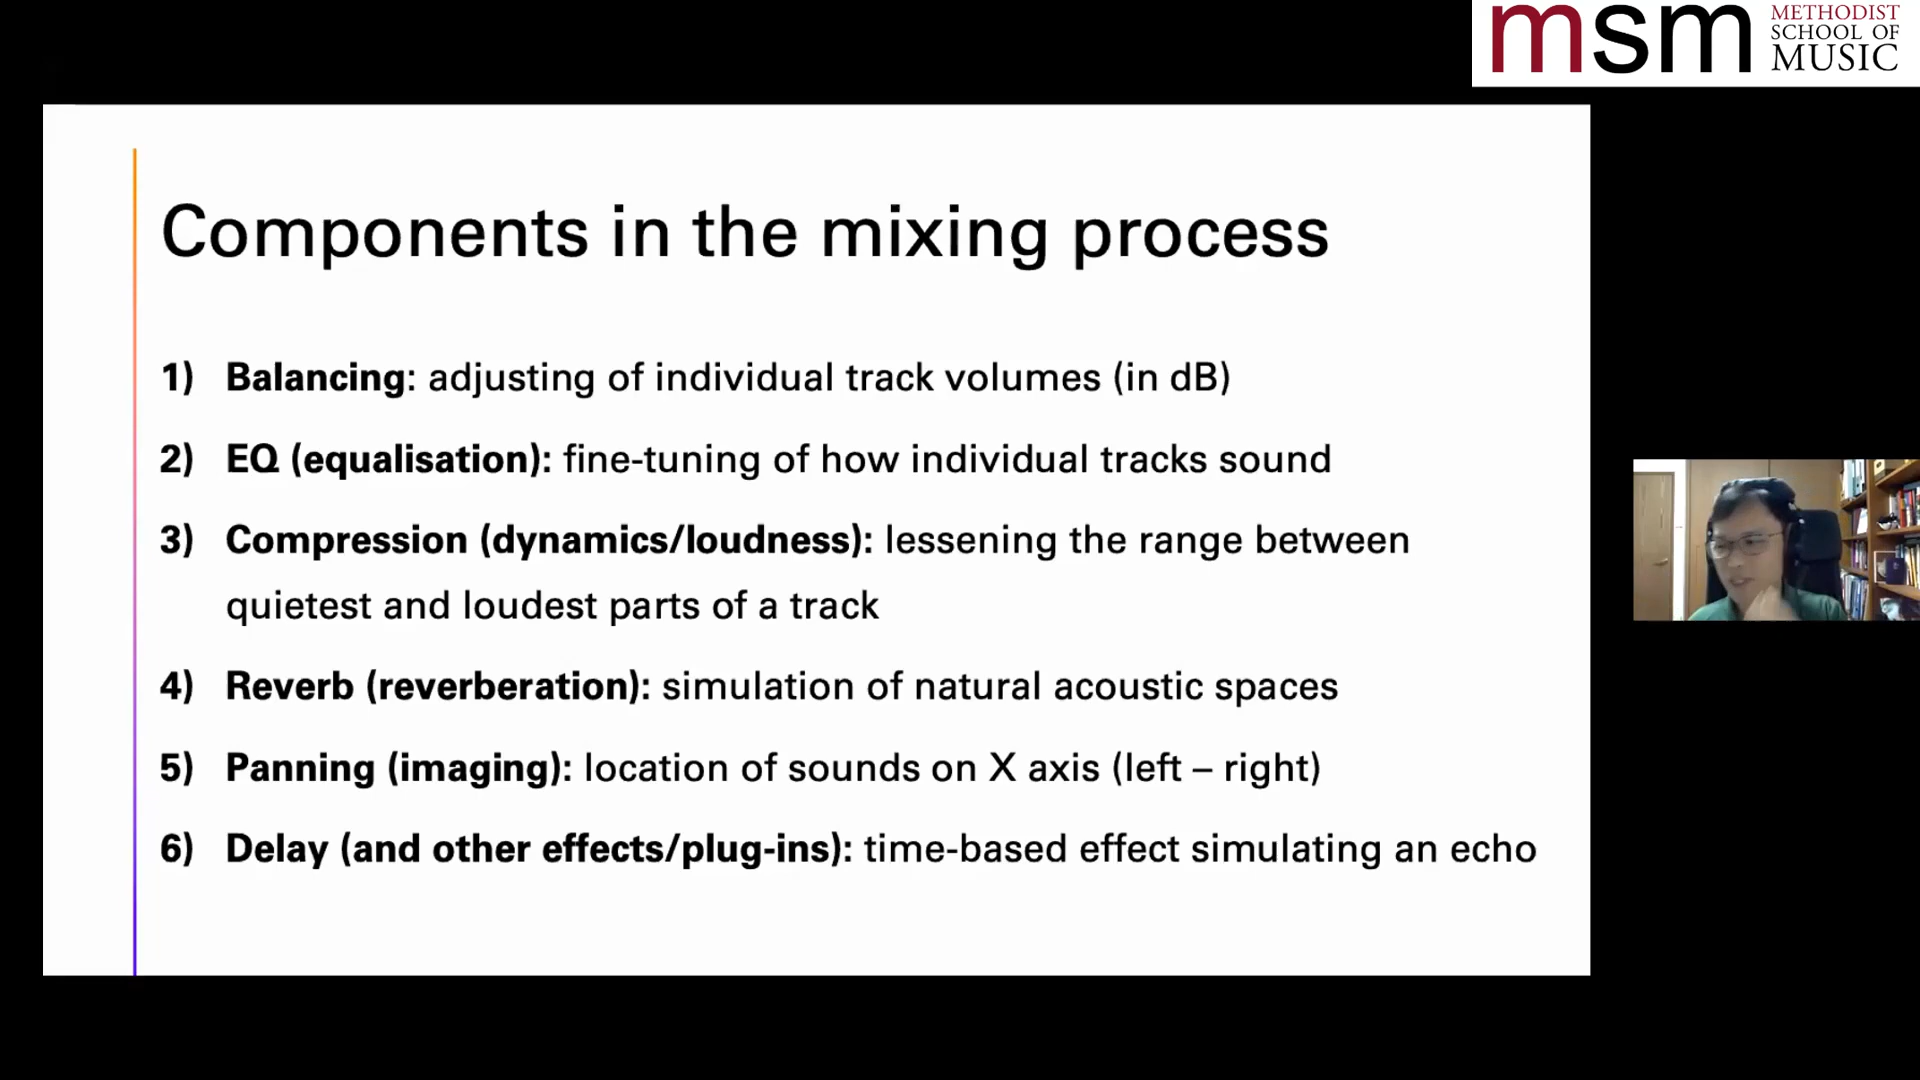 msm METHODIST
SCHOOL OF
MUSIC
Components in the mixing process
1) Balancing: adjusting of individual track volumes (in dB)
2) EQ (equalisation): fine-tuning of how individual tracks sound
3) Compression (dynamics/loudness): lessening the range between
quietest and loudest parts of a track
4) Reverb (reverberation): simulation of natural acoustic spaces
5) Panning (imaging): location of sounds on X axis (left – right)
6) Delay (and other effects/plug-ins): time-based effect simulating an echo